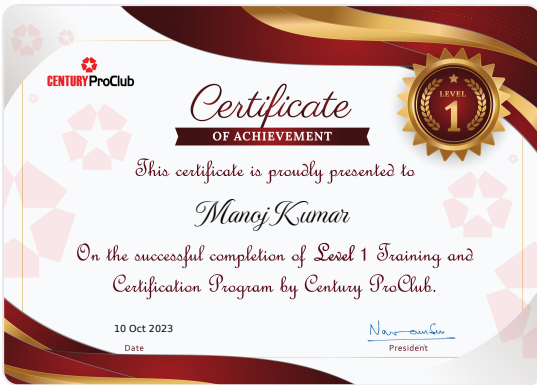 CENTURY ProClub
LEVEL
1
Certificate
OF ACHIEVEMENT
This certificate is proudly presented to
Manoj Kumar
On the successful completion of Level 1 Training and
Certification Program by Century ProClub.
10 Oct 2023
Date
President